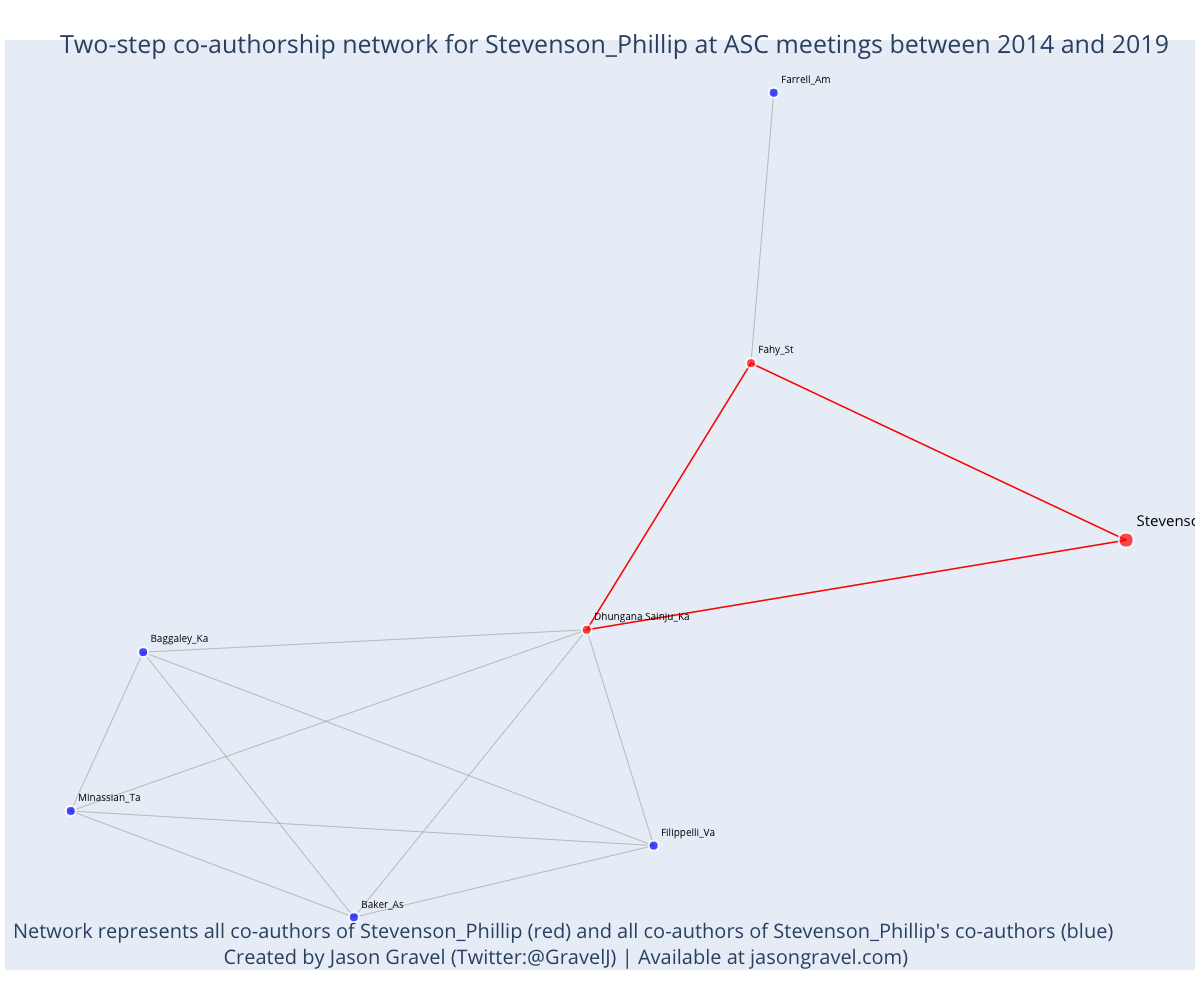 Two-step co-authorship network for Stevenson_Phillip at ASC meetings between 2014 and 2019
Farrell_Am
Fahy_St
Stevenso
Dhungana Sainju_Ka
Baggaley_Ka
Minassian_Ta
Filippelli_Va
Baker_As
Network represents all co-authors of Stevenson_Phillip (red) and all co-authors of Stevenson_Phillip's co-authors (blue)
Created by Jason Gravel (Twitter:@GravelJ) | Available at jasongravel.com)